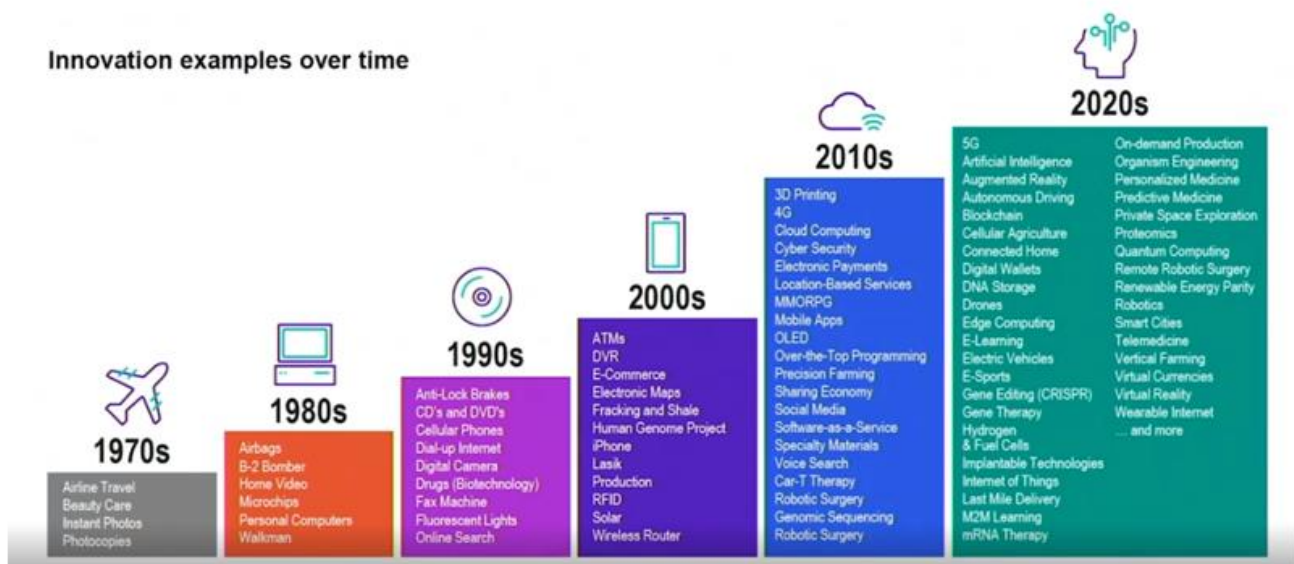 Innovation examples over time
1970s
Airline Travel
Beauty Care
Instant Photos
Photocopies
1980s
Airbags
B-2 Bomber
Home Video
Microchips
Personal Computers
Walkman
1990s
Anti-Lock Brakes
CD's and DVD's
Cellular Phones
Dial-up Internet
Digital Camera
Drugs (Biotechnology)
Fax Machine
Fluorescent Lights
Online Search
2000s
ATMs
DVR
E-Commerce
Electronic Maps
Fracking and Shale
Human Genome Project
iPhone
Lasik
Production
RFID
Solar
Wireless Router
2010s
3D Printing
4G
Cloud Computing
Cyber Security
Electronic Payments
Location-Based Services
MMORPG
Mobile Apps
OLED
Over-the-Top Programming
Precision Farming
Sharing Economy
Social Media
Software-as-a-Service
Specialty Materials
Voice Search
Car-T Therapy
Robotic Surgery
Genomic Sequencing
Robotic Surgery
2020s
5G
Artificial Intelligence
Augmented Reality
Autonomous Driving
Blockchain
Cellular Agriculture
Connected Home
Digital Wallets
DNA Storage
Drones
Edge Computing
E-Learning
Electric Vehicles
E-Sports
Gene Editing (CRISPR)
Gene Therapy
Hydrogen
& Fuel Cells
Implantable Technologies
Internet of Things
Last Mile Delivery
M2M Learning
mRNA Therapy
On-demand Production
Organism Engineering
Personalized Medicine
Predictive Medicine
Private Space Exploration
Proteomics
Quantum Computing
Remote Robotic Surgery
Renewable Energy Parity
Robotics
Smart Cities
Telemedicine
Vertical Farming
Virtual Currencies
Virtual Reality
Wearable Internet
.... and more